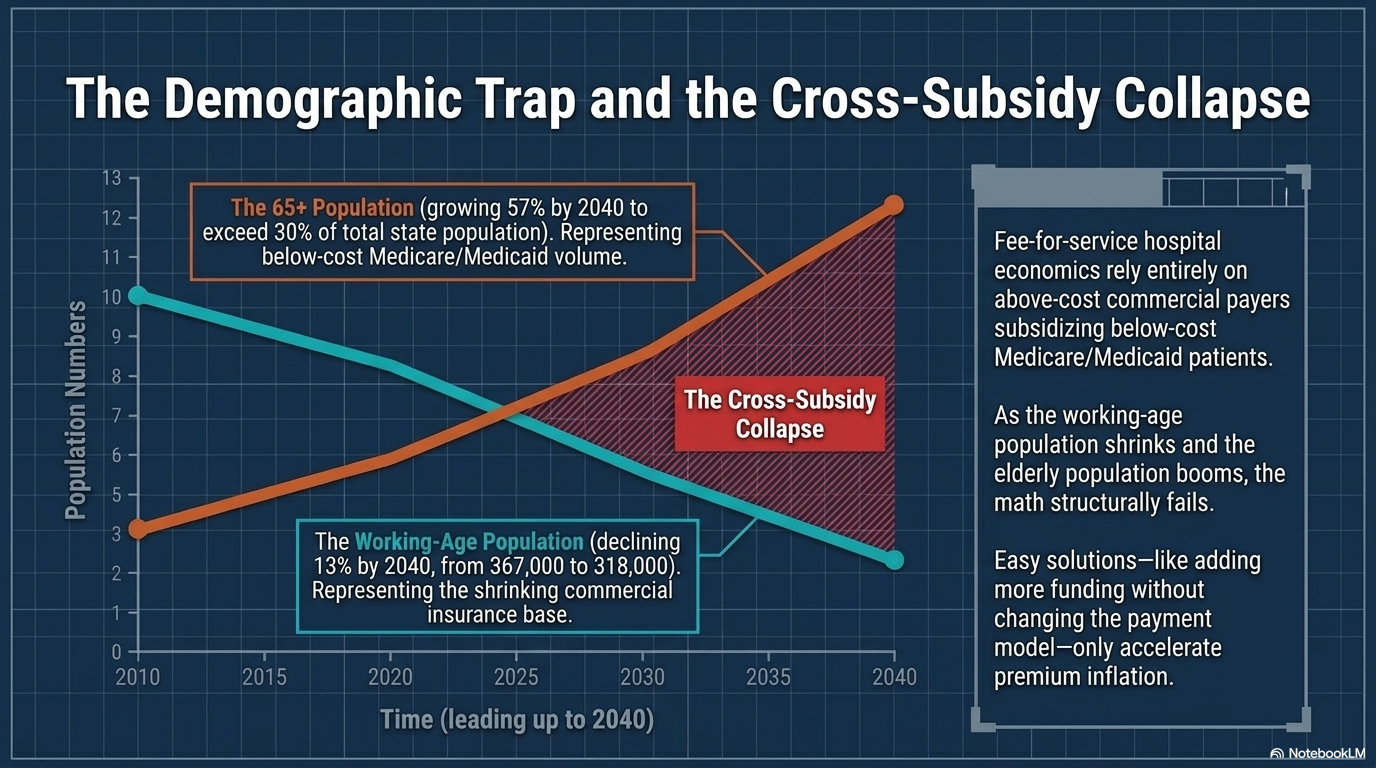 The Demographic Trap and the Cross-Subsidy Collapse
13
12
11
10
9
8
7
6
5
3
2
1
0
Population Numbers
The 65+ Population (growing 57% by 2040 to
exceed 30% of total state population). Representing
below-cost Medicare/Medicaid volume.
The Cross-Subsidy
Collapse
The Working-Age Population (declining
13% by 2040, from 367,000 to 318,000).
Representing the shrinking commercial
insurance base.
2010
2015
2020
2025
2030
2035
2040
Time (leading up to 2040)
Fee-for-service hospital
economics rely entirely on
above-cost commercial payers
subsidizing below-cost
Medicare/Medicaid patients.
As the working-age
population shrinks and the
elderly population booms, the
math structurally fails.
Easy solutions—like adding
more funding without
changing the payment
model—only accelerate
premium inflation.
NotebookLM